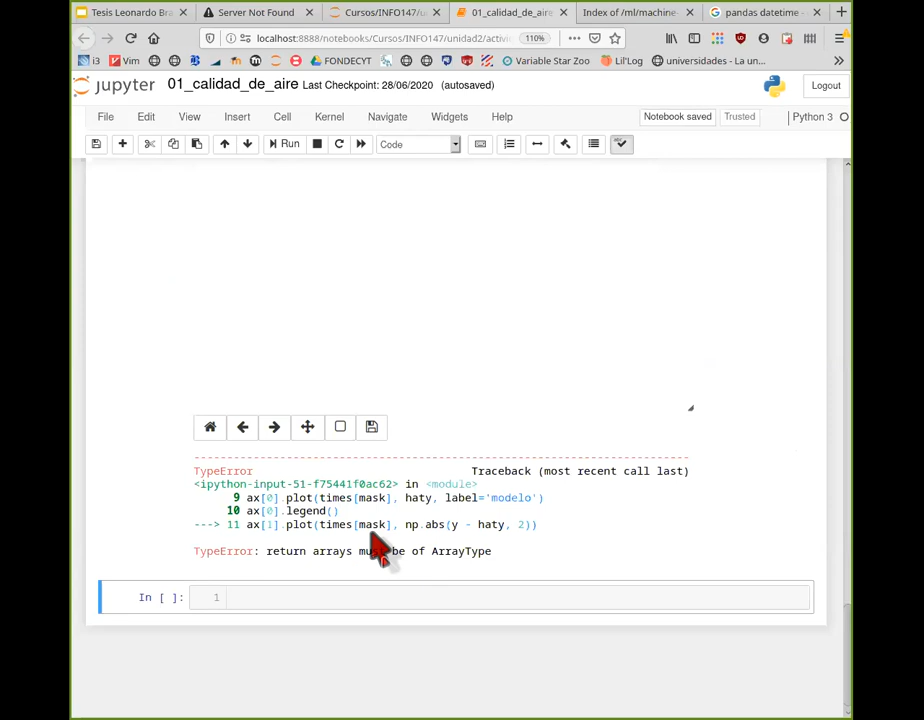 Tesis Leonardo Bra
Server Not Found
Cursos/INFO147/u
01_calidad_de_aire
Index of /ml/machine-
pandas datetime -
localhost:8888/notebooks/Cursos/INFO147/unidad2/activi
110%
i3
Vim
FONDECYT
Variable Star Zoo
Lil'Log
universidades - La un...
jupyter
01_calidad_de_aire Last Checkpoint: 28/06/2020 (autosaved)
Logout
File Edit View Insert Cell Kernel Navigate Widgets Help
Notebook saved
Trusted
Python 3
Run
Code
--------------------------------------------------------------------------
TypeError Traceback (most recent call last)
<ipython-input-51-f75441f0ac62> in <module>
9 ax[0].plot(times[mask], haty, label='modelo')
10 ax[0].legend()
---> 11 ax[1].plot(times[mask], np.abs(y - haty, 2))
TypeError: return arrays must be of ArrayType
In [ ]:
1